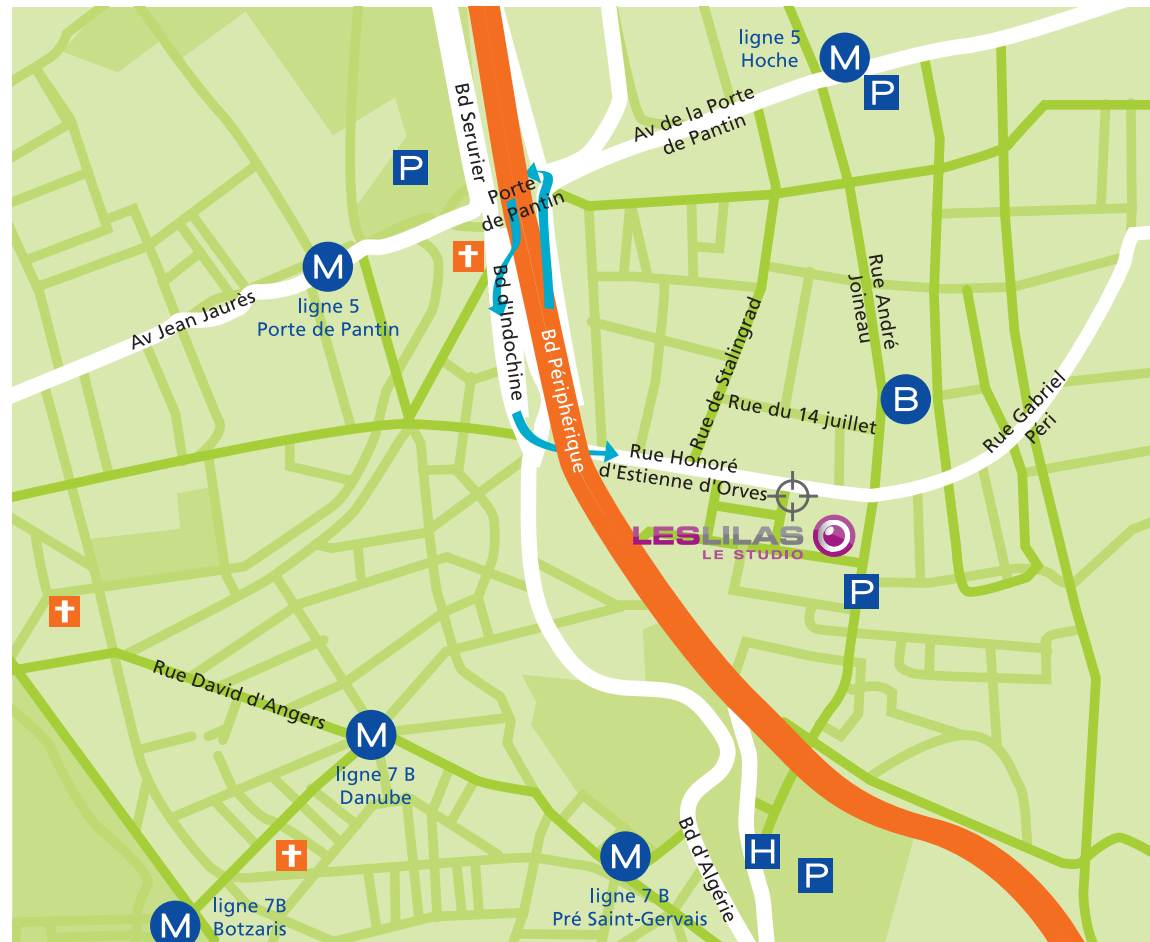 ligne 5
Hoche
M
P
Bd Serurier
Av de la Porte
de Pantin
P
Porte
de Pantin
M
ligne 5
Porte de Pantin
Av Jean Jaurès
Bd d'Indochine
Bd Périphérique
Rue André
Joineau
Rue de Stalingrad
B
Rue du 14 juillet
Rue Gabriel
Péri
Rue Honoré
d'Estienne d'Orves
LESLILAS
LE STUDIO
P
Rue David d'Angers
M
ligne 7 B
Danube
Bd d'Algérie
H
P
M
ligne 7 B
Pré Saint-Gervais
M
ligne 7B
Botzaris